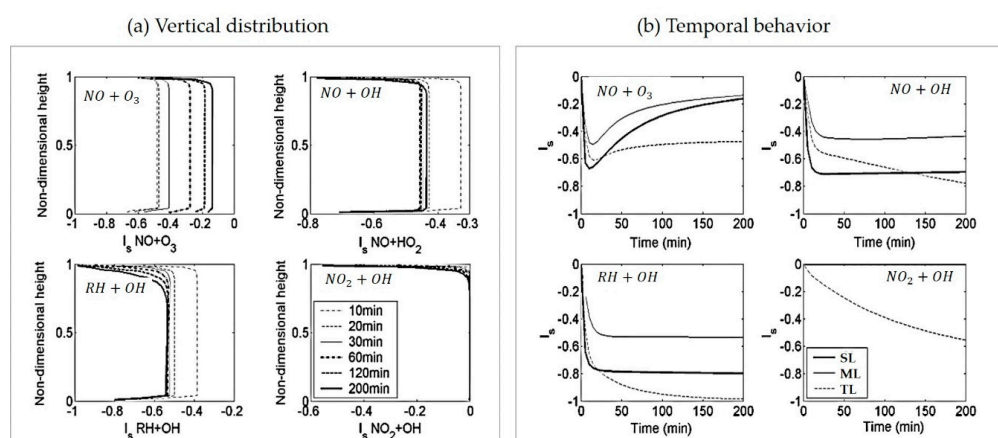 (a) Vertical distribution
(b) Temporal behavior
Non-dimensional height
1
0.5
0
NO + O3
-1 -0.8 -0.6 -0.4 -0.2 0
I_s NO+O3
Non-dimensional height
1
0.5
0
NO + OH
-0.8 -0.6 -0.4 -0.3
I_s NO+HO2
Non-dimensional height
1
0.5
0
RH + OH
-1 -0.8 -0.6 -0.4 -0.2
I_s RH+OH
Non-dimensional height
1
0.5
0
NO2 + OH
10min
20min
30min
60min
120min
200min
-0.6 -0.4 -0.2 0
I_s NO2+OH
I_s
0
-0.2
-0.4
-0.6
-0.8
-1
NO + O3
0 50 100 150 200
Time (min)
I_s
0
-0.2
-0.4
-0.6
-0.8
-1
NO + OH
0 50 100 150 200
Time (min)
I_s
0
-0.2
-0.4
-0.6
-0.8
-1
RH + OH
0 50 100 150 200
Time (min)
I_s
0
-0.2
-0.4
-0.6
-0.8
-1
NO2 + OH
SL
ML
TL
0 50 100 150 200
Time (min)